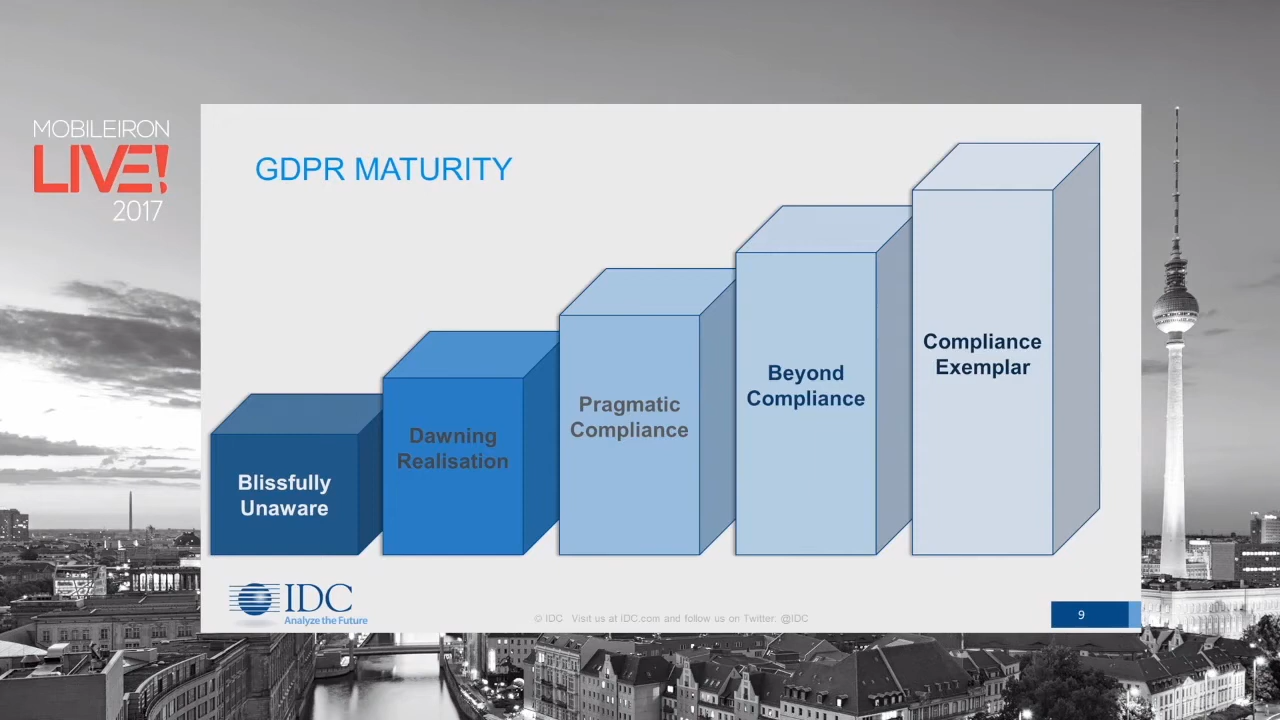 MOBILEIRON
LIVE!
2017
GDPR MATURITY
Blissfully
Unaware
Dawning
Realisation
Pragmatic
Compliance
Beyond
Compliance
Compliance
Exemplar
IDC
Analyze the Future
© IDC Visit us at IDC.com and follow us on Twitter: @IDC
9